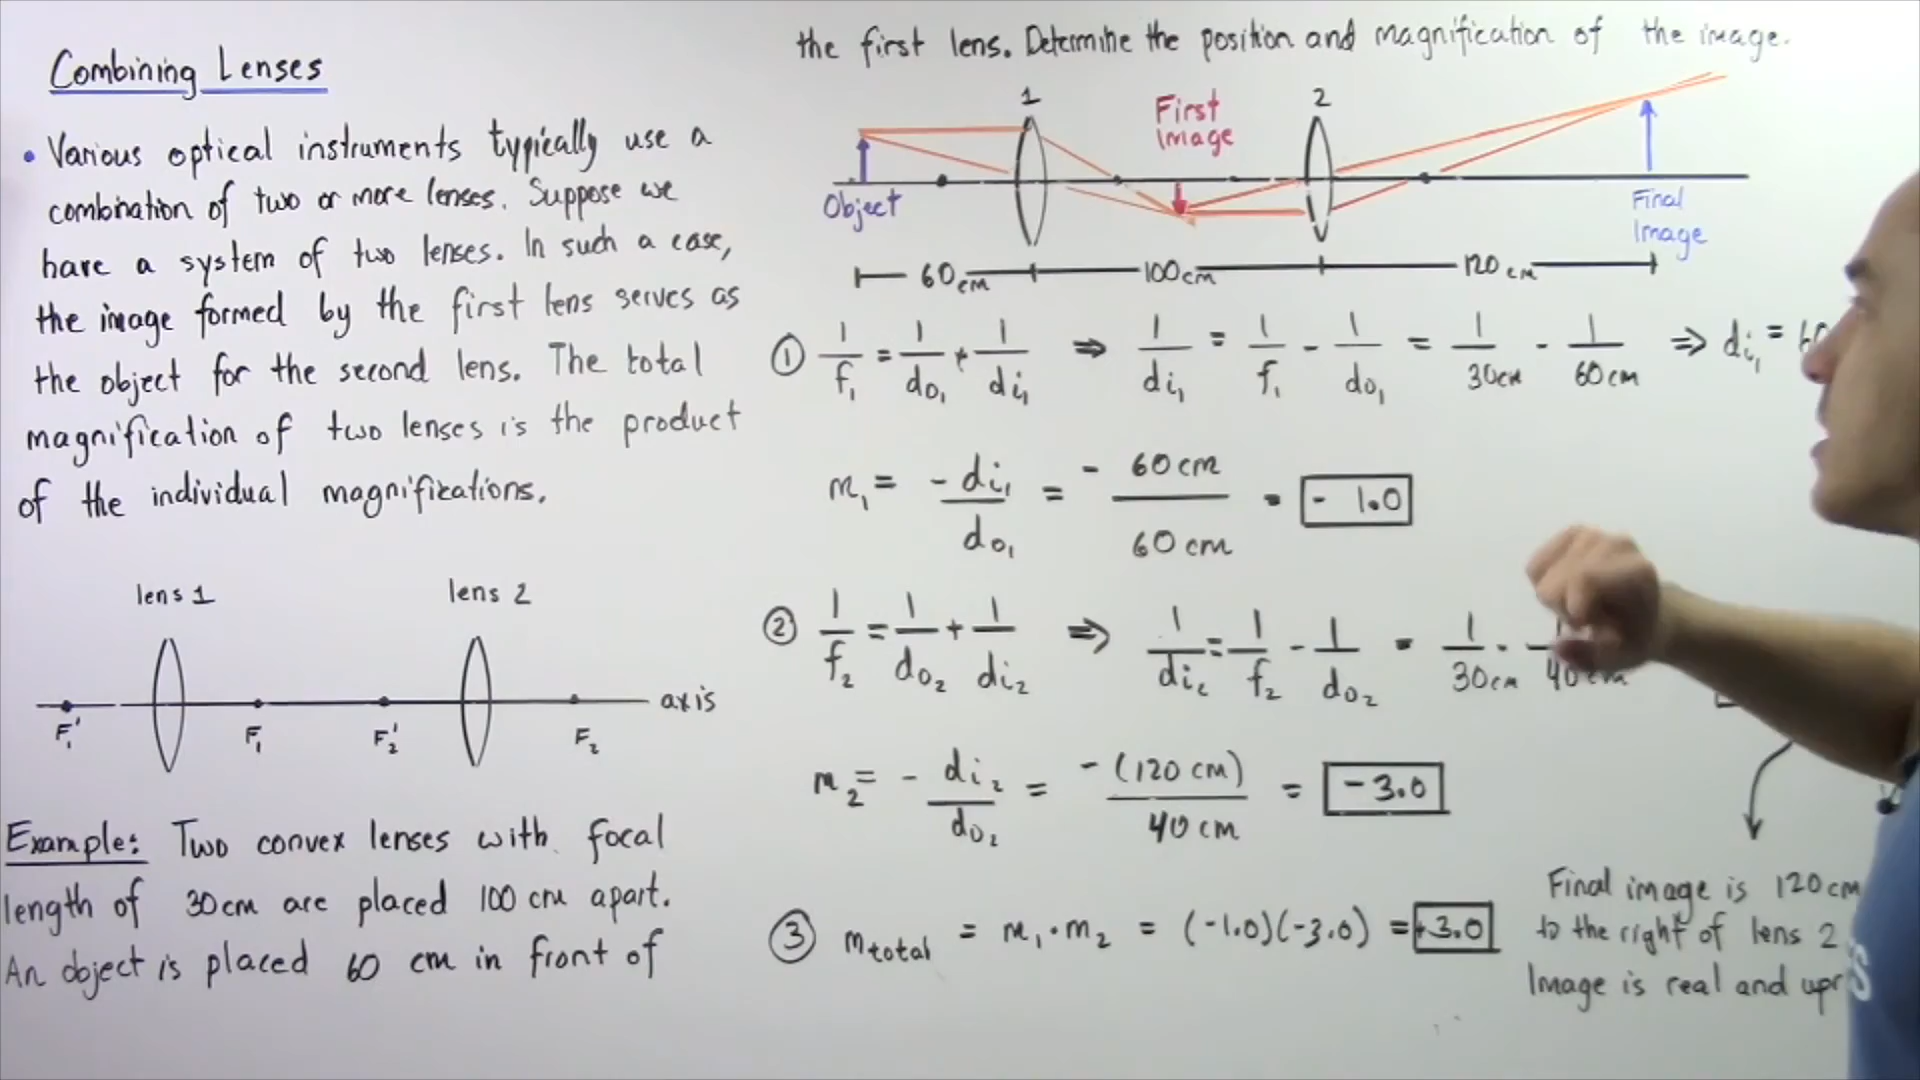 Combining Lenses
• Various optical instruments typically use a
combination of two or more lenses. Suppose we
have a system of two lenses. In such a case,
the image formed by the first lens serves as
the object for the second lens. The total
magnification of two lenses is the product
of the individual magnifications.
lens 1 lens 2
axis
F₁' F₁ F₂' F₂
Example: Two convex lenses with focal
length of 30cm are placed 100 cm apart.
An object is placed 60 cm in front of
the first lens. Determine the position and magnification of the image.
1 2
First
Image
Object
Final
Image
60cm 100cm 120cm
① 1/f₁ = 1/do₁ + 1/di₁ ⇒ 1/di₁ = 1/f₁ - 1/do₁ = 1/30cm - 1/60cm ⇒ di₁ =
m₁ = -di₁/do₁ = - 60cm/60cm = - 1.0
② 1/f₂ = 1/do₂ + 1/di₂ ⇒ 1/di₂ = 1/f₂ - 1/do₂ = 1/30cm - 1/40cm
m₂ = - di₂/do₂ = -(120 cm)/40cm = -3.0
③ mtotal = m₁ · m₂ = (-1.0)(-3.0) = +3.0
Final image is 120cm
to the right of lens 2
Image is real and upr